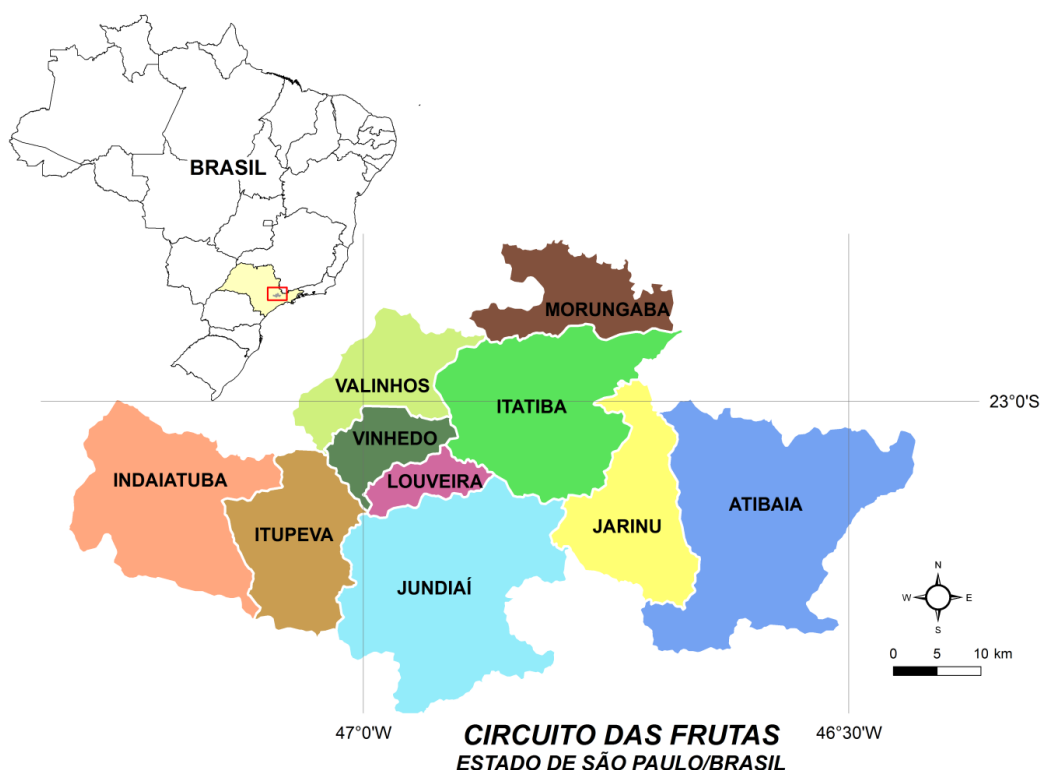 BRASIL
MORUNGABA
VALINHOS
ITATIBA
23°0'S
VINHEDO
INDAIATUBA
LOUVEIRA
ATIBAIA
ITUPEVA
JARINU
JUNDIAÍ
N
W
E
S
0 5 10 km
47°0'W
46°30'W
CIRCUITO DAS FRUTAS
ESTADO DE SÃO PAULO/BRASIL